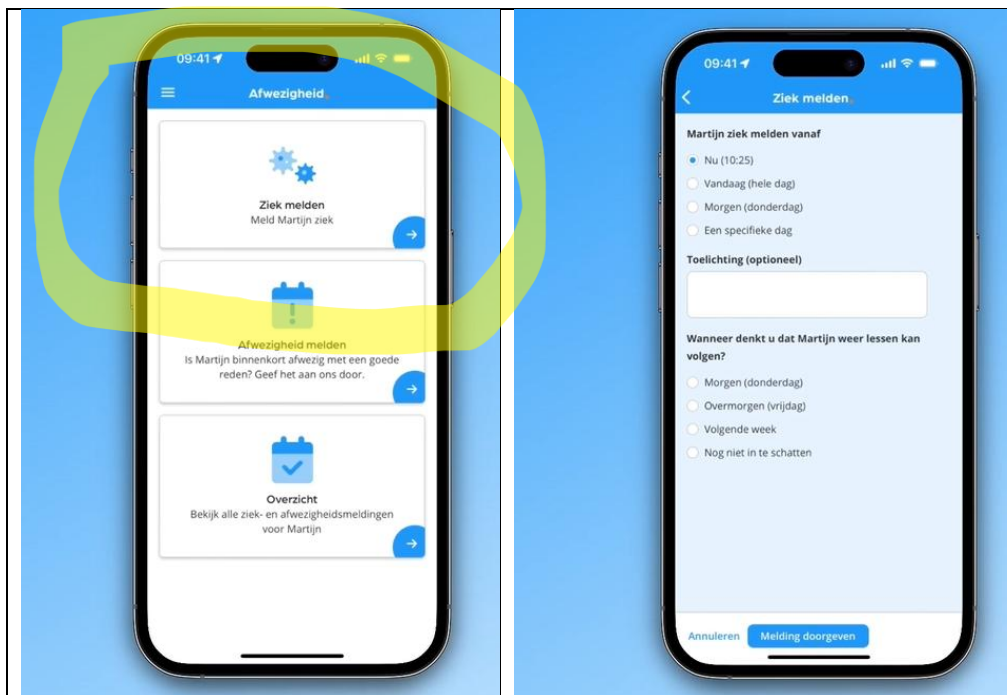 09:41
Afwezigheid.
Ziek melden
Meld Martijn ziek
Afwezigheid melden
Is Martijn binnenkort afwezig met een goede
reden? Geef het aan ons door.
Overzicht
Bekijk alle ziek- en afwezigheidsmeldingen
voor Martijn
09:41
Ziek melden.
Martijn ziek melden vanaf
Nu (10:25)
Vandaag (hele dag)
Morgen (donderdag)
Een specifieke dag
Toelichting (optioneel)
Wanneer denkt u dat Martijn weer lessen kan
volgen?
Morgen (donderdag)
Overmorgen (vrijdag)
Volgende week
Nog niet in te schatten
Annuleren Melding doorgeven